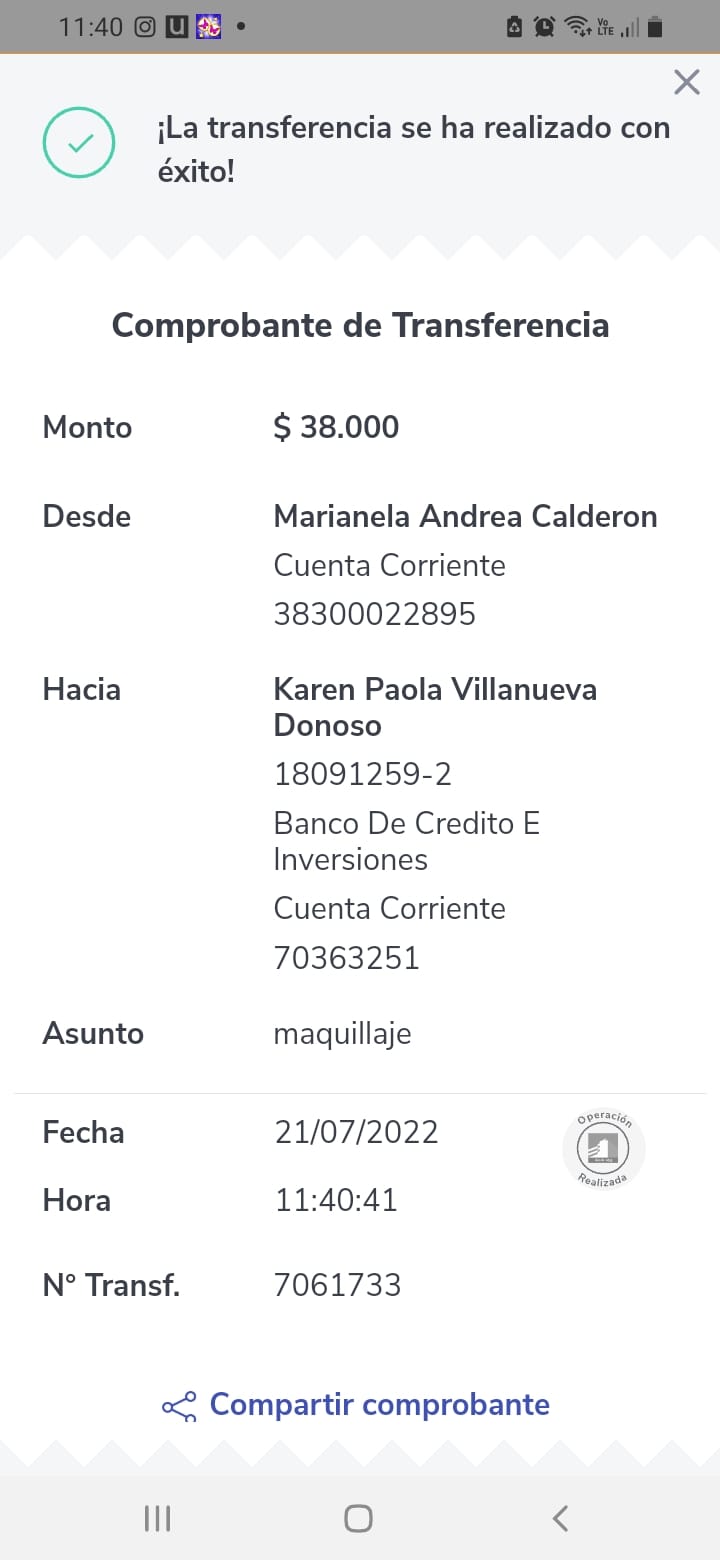 11:40
Vo
LTE
¡La transferencia se ha realizado con
éxito!
Comprobante de Transferencia
Monto $ 38.000
Desde Marianela Andrea Calderon
Cuenta Corriente
38300022895
Hacia Karen Paola Villanueva
Donoso
18091259-2
Banco De Credito E
Inversiones
Cuenta Corriente
70363251
Asunto maquillaje
Fecha 21/07/2022
Operación
Realizada
Hora 11:40:41
N° Transf. 7061733
Compartir comprobante